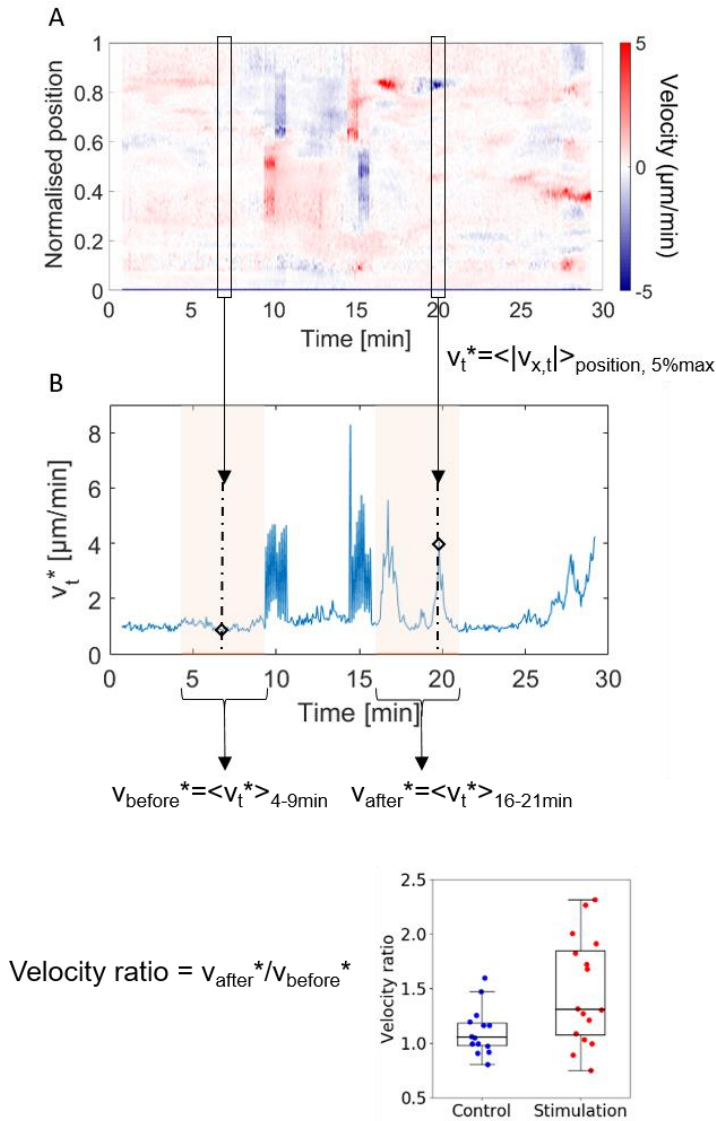 A
1
0.8
0.6
0.4
0.2
0
Normalised position
0 5 10 15 20 25 30
Time [min]
5
0
-5
Velocity (µm/min)
vt*=<|vx,t|>position, 5%max
B
8
6
4
2
0
vt* [µm/min]
0 5 10 15 20 25 30
Time [min]
vbefore*=<vt*>4-9min
vafter*=<vt*>16-21min
Velocity ratio = vafter*/vbefore*
2.5
2.0
1.5
1.0
0.5
Velocity ratio
Control Stimulation